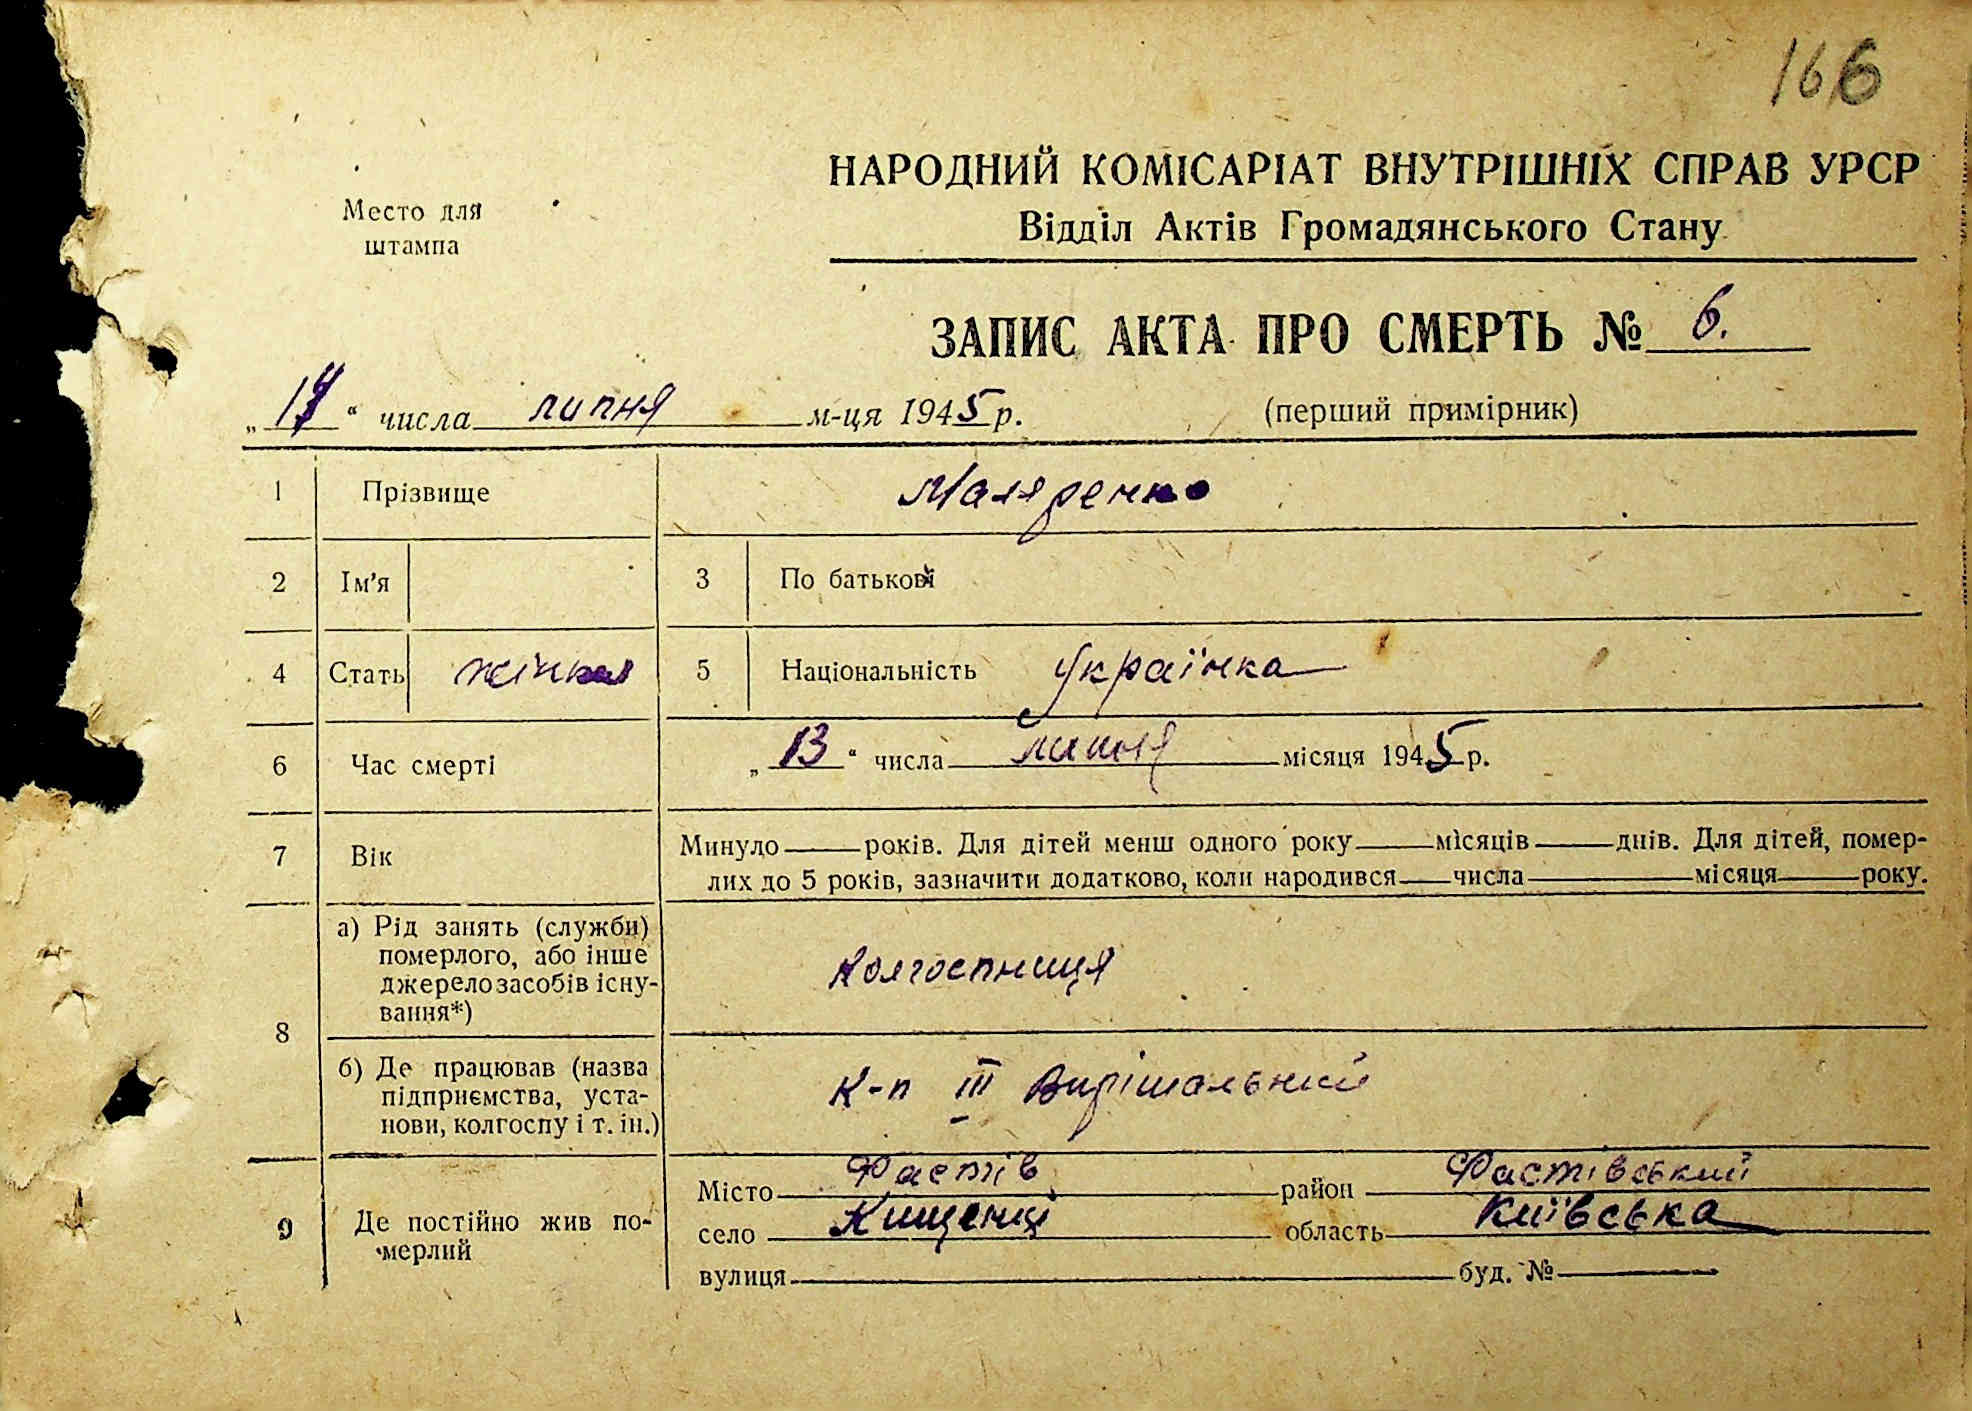 166
НАРОДНИЙ КОМІСАРІАТ ВНУТРІШНІХ СПРАВ УРСР
Відділ Актів Громадянського Стану
Место для
штампа
ЗАПИС АКТА ПРО СМЕРТЬ № 6.
„ “ числа липня м-ця 1945 р. (перший примірник)
1 Прізвище Маляренко
2 Ім’я 3 По батькові
4 Стать жінка 5 Національність Українка
6 Час смерті „13“ числа липня місяця 1945 р.
7 Вік Минуло років. Для дітей менш одного року місяців днів. Для дітей, помер-
лих до 5 років, зазначити додатково, коли народився числа місяця року.
8 а) Рід занять (служби)
померлого, або інше
джерело засобів існу-
вання*)
Колгоспниця
б) Де працював (назва
підприємства, уста-
нови, колгоспу і т. ін.)
К-п III Вирішальний
9 Де постійно жив по-
мерлий
Місто Фастів район Фастівський
село область Київська
вулиця буд. №